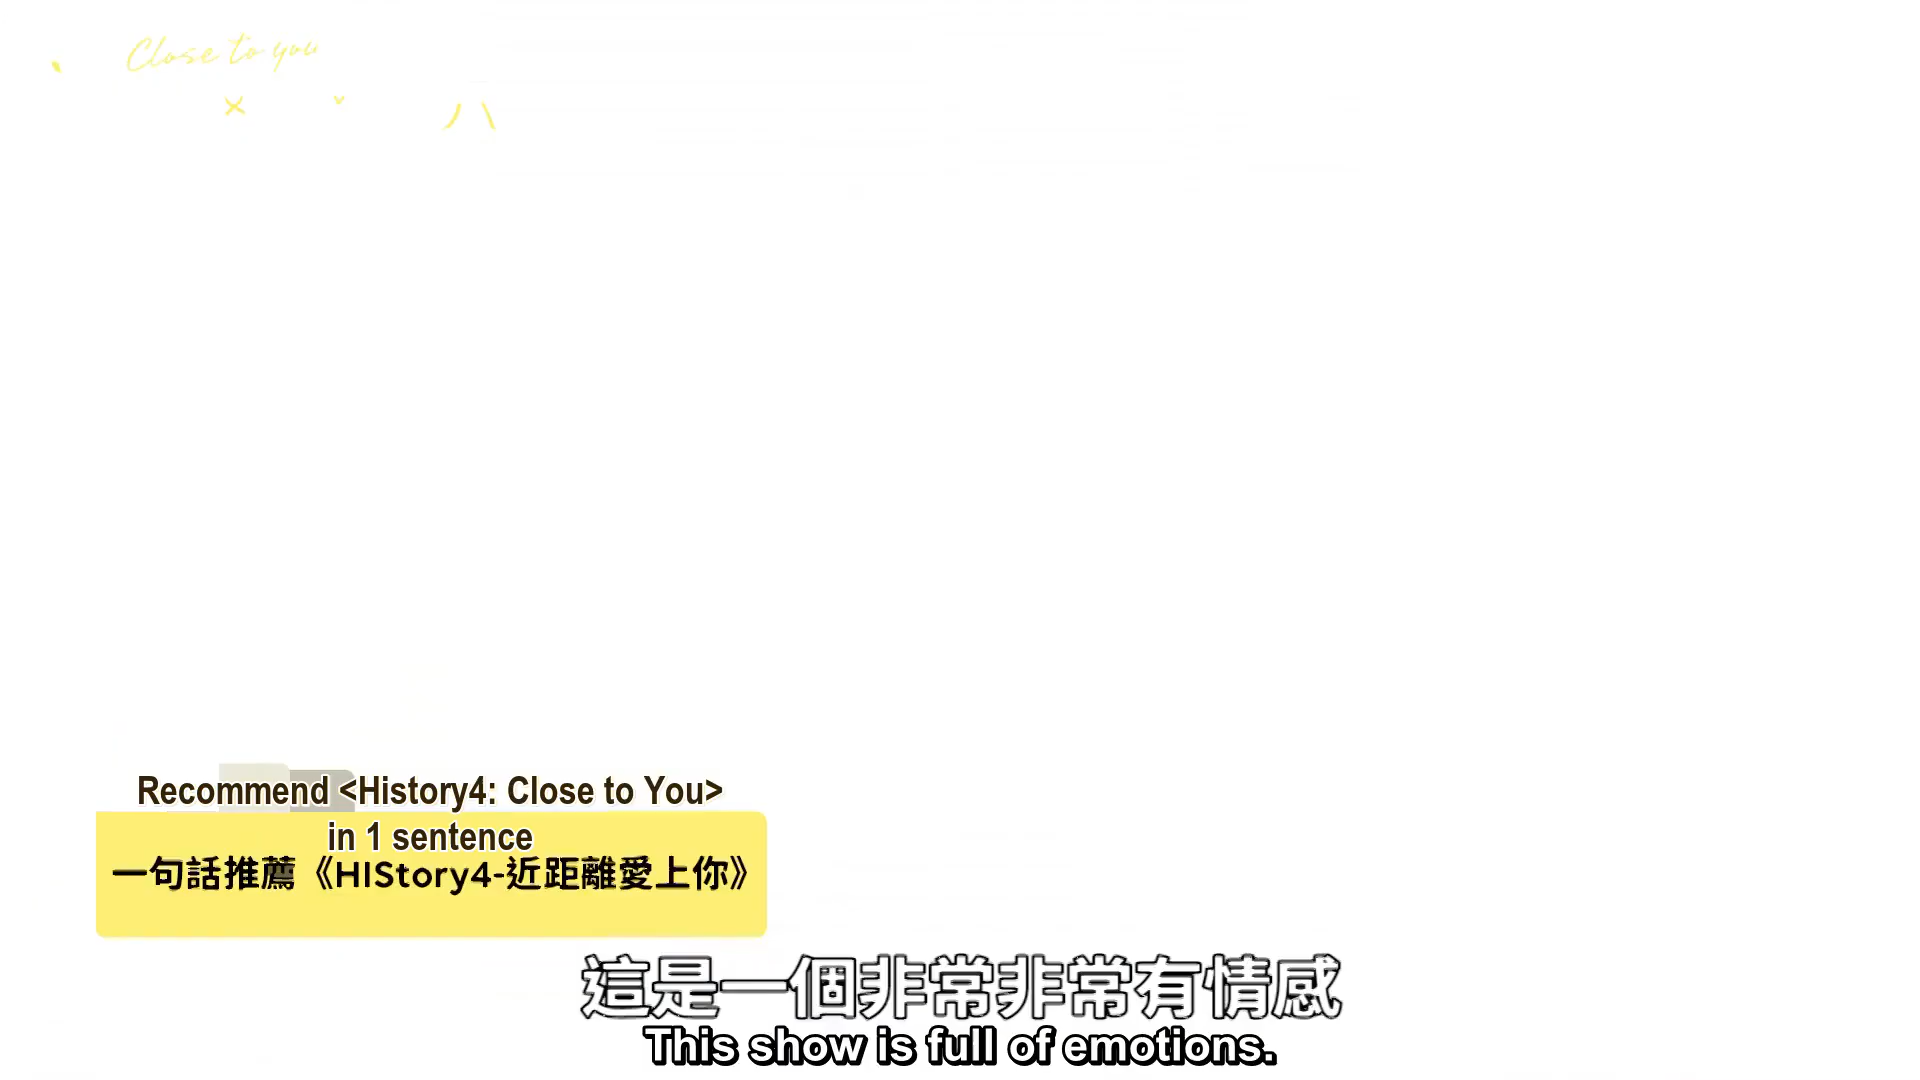 Close to you
Recommend <History4: Close to You>
in 1 sentence
一句話推薦《HIStory4-近距離愛上你》
這是一個非常非常有情感
This show is full of emotions.